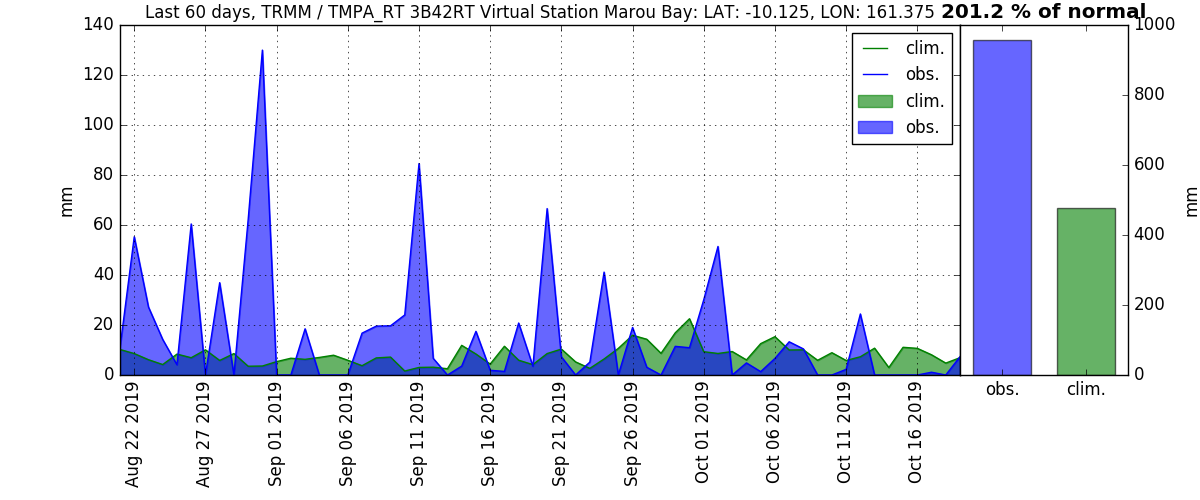 Last 60 days, TRMM / TMPA_RT 3B42RT Virtual Station Marou Bay: LAT: -10.125, LON: 161.375 201.2 % of normal
140
120
100
80
60
40
20
0
mm
clim.
obs.
clim.
obs.
1000
800
600
400
200
0
mm
Aug 22 2019
Aug 27 2019
Sep 01 2019
Sep 06 2019
Sep 11 2019
Sep 16 2019
Sep 21 2019
Sep 26 2019
Oct 01 2019
Oct 06 2019
Oct 11 2019
Oct 16 2019
obs.
clim.